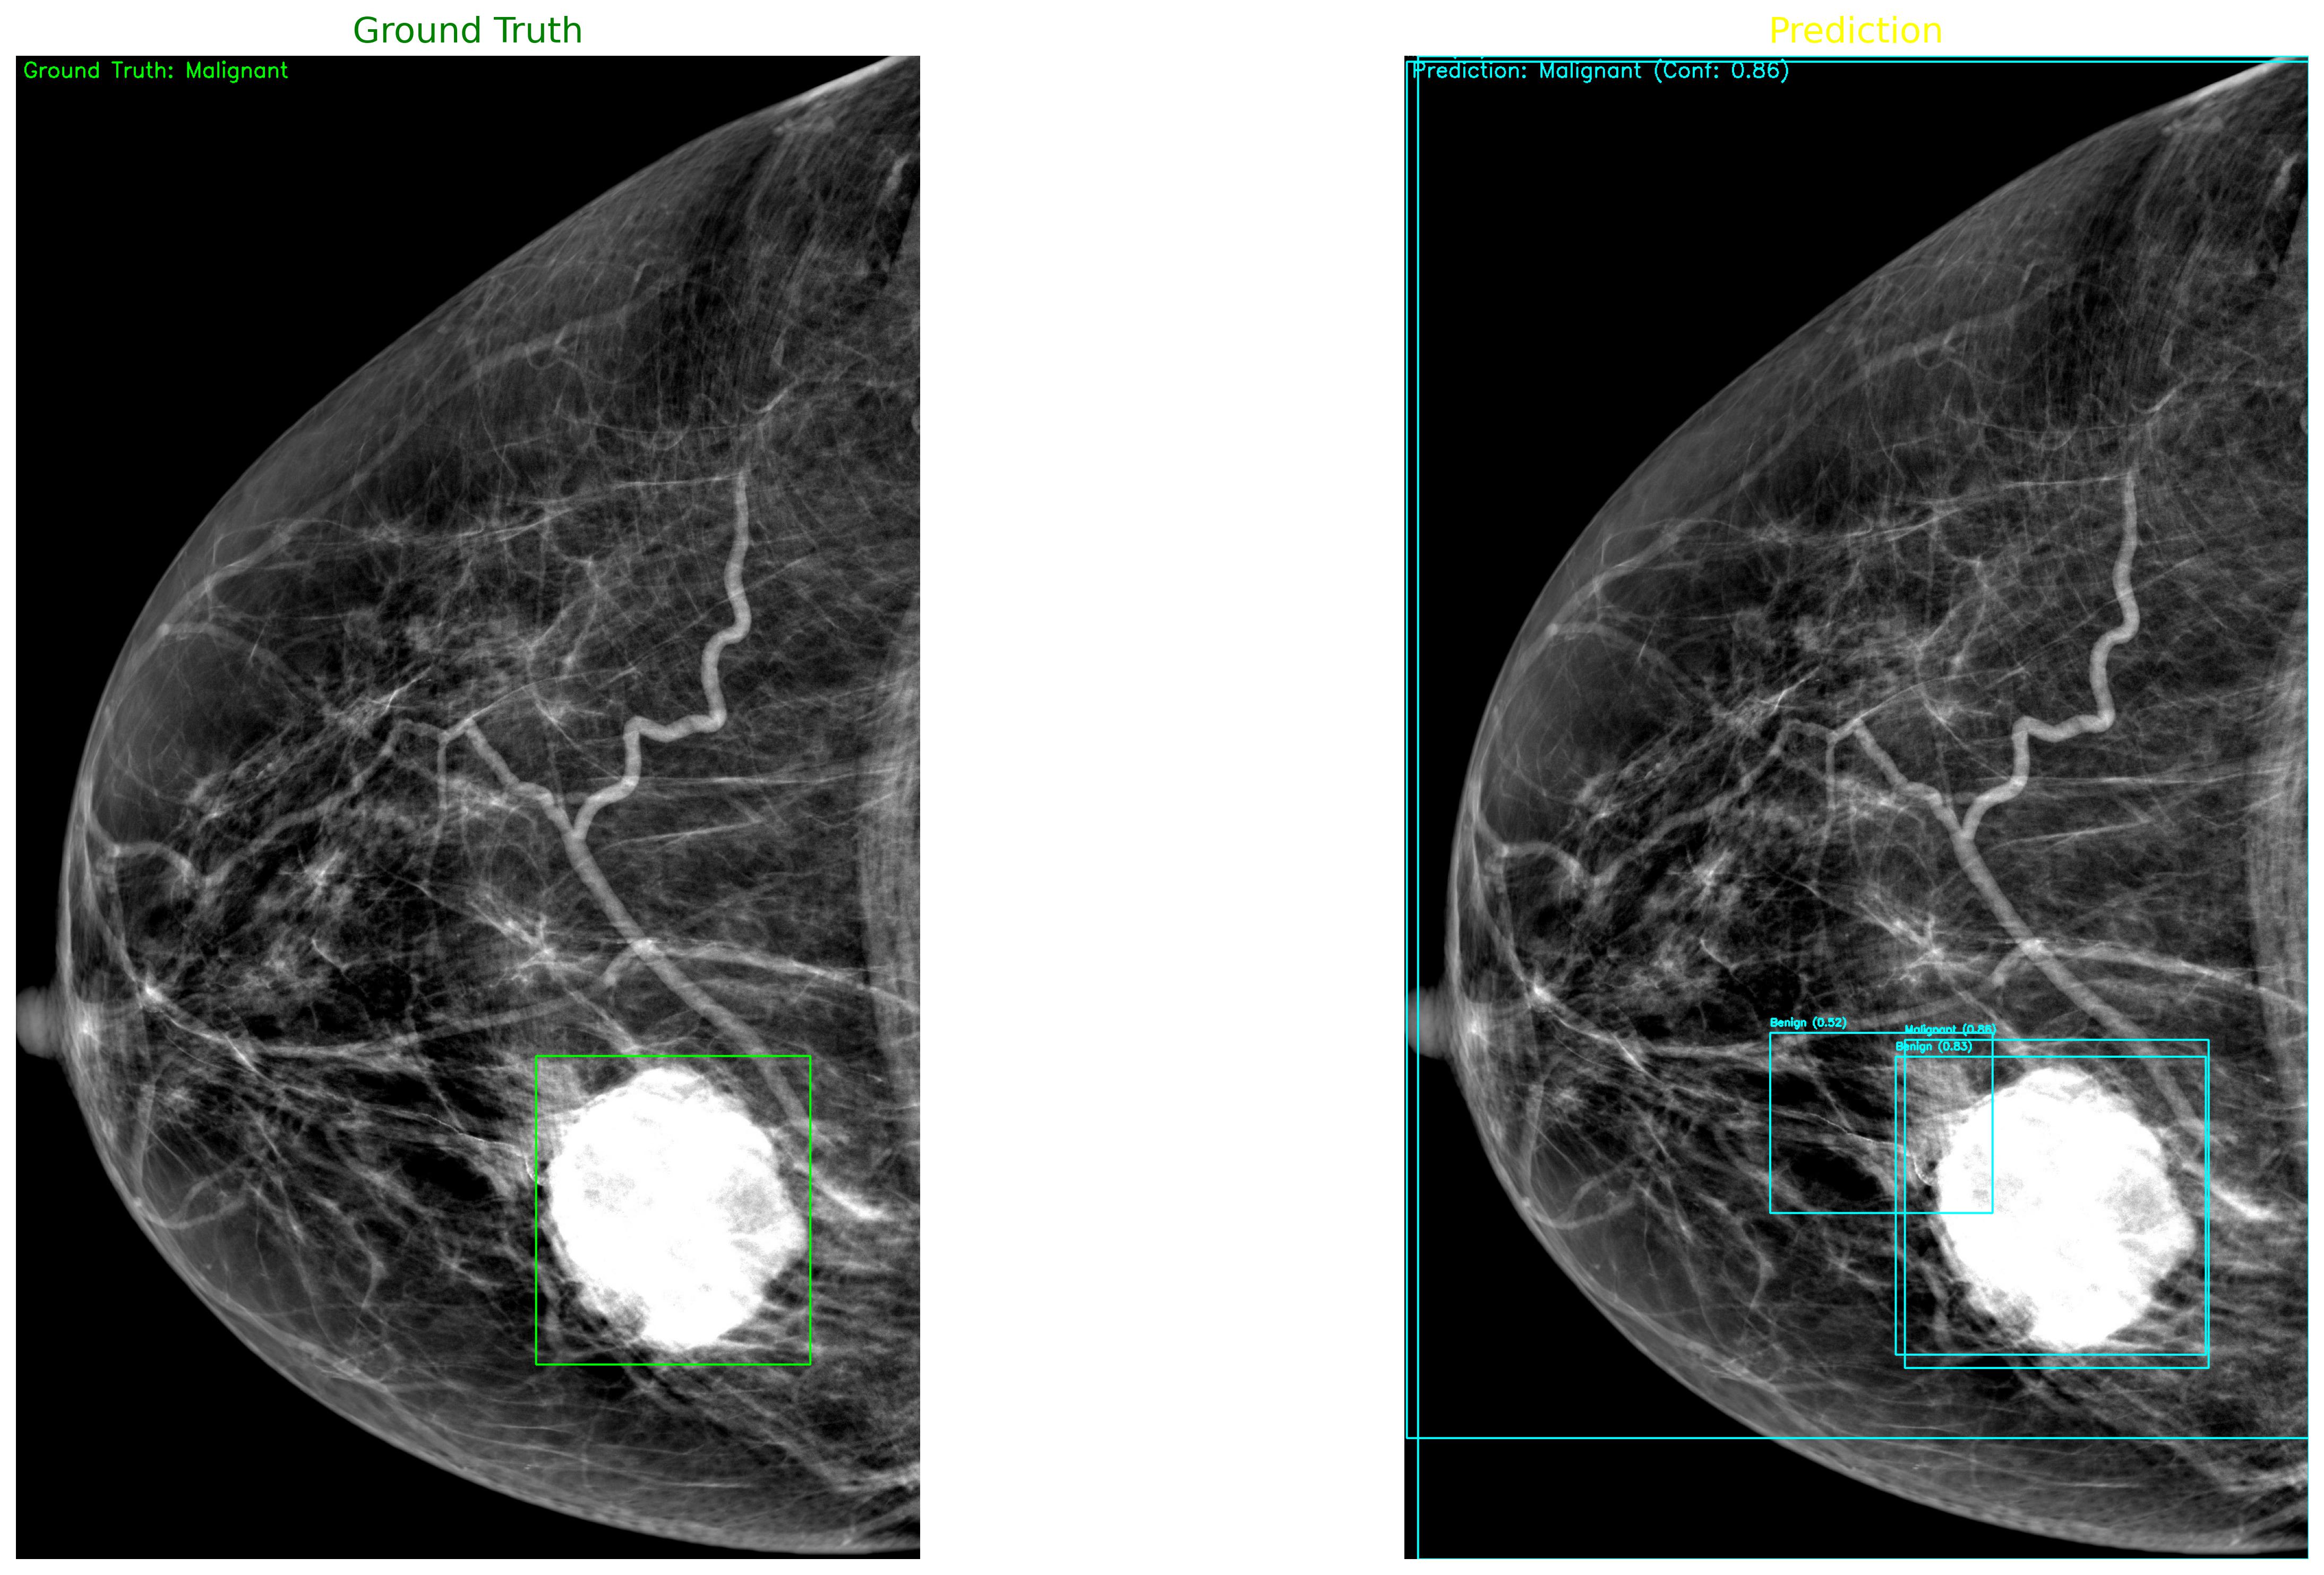 Ground Truth
Prediction
Ground Truth: Malignant
Prediction: Malignant (Conf: 0.86)
Benign (0.52)
Malignant (0.86)
Benign (0.83)